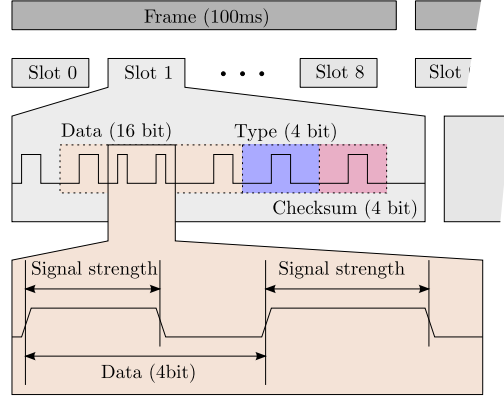 Frame (100ms)
Slot 0
Slot 1
• • •
Slot 8
Slot
Data (16 bit)
Type (4 bit)
Checksum (4 bit)
Signal strength
Signal strength
Data (4bit)